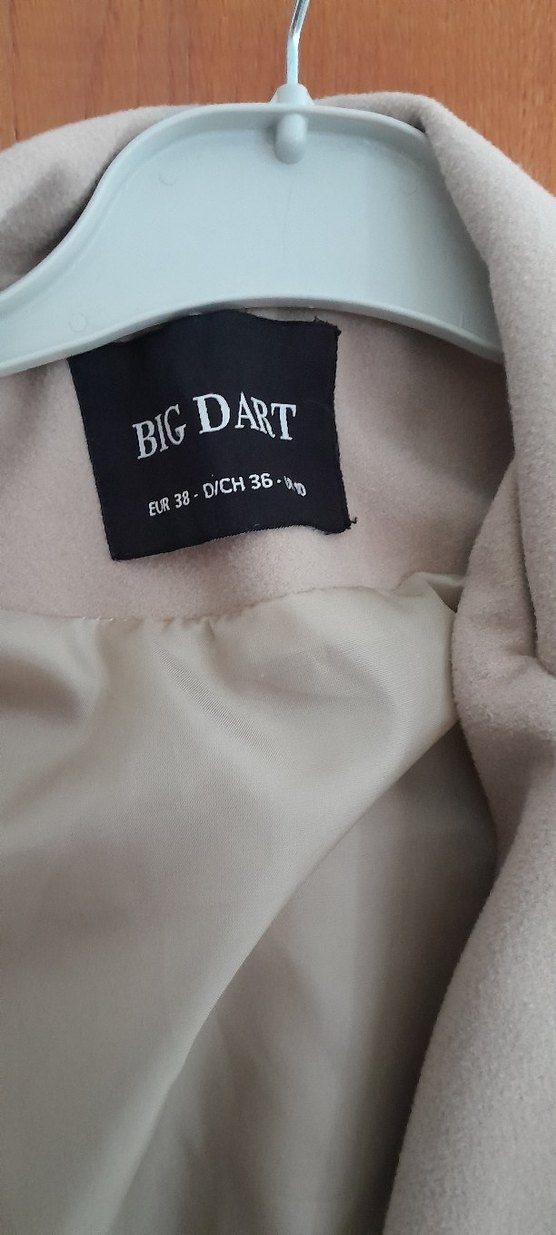 BIG DART
EUR 38 - D/CH 36 -